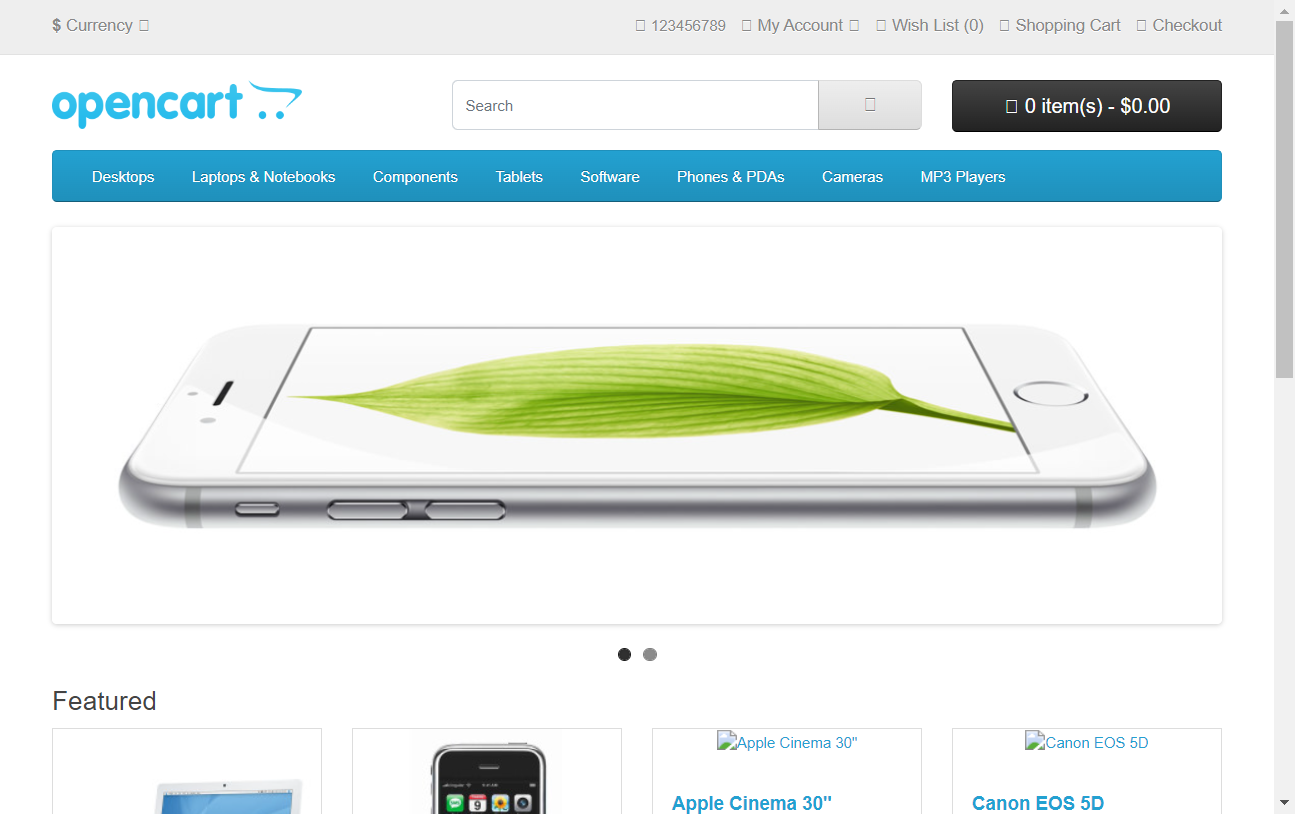 $ Currency
123456789 My Account Wish List (0) Shopping Cart Checkout
opencart
Search
0 item(s) - $0.00
Desktops Laptops & Notebooks Components Tablets Software Phones & PDAs Cameras MP3 Players
Featured
9
Apple Cinema 30"
Canon EOS 5D
Apple Cinema 30"
Canon EOS 5D